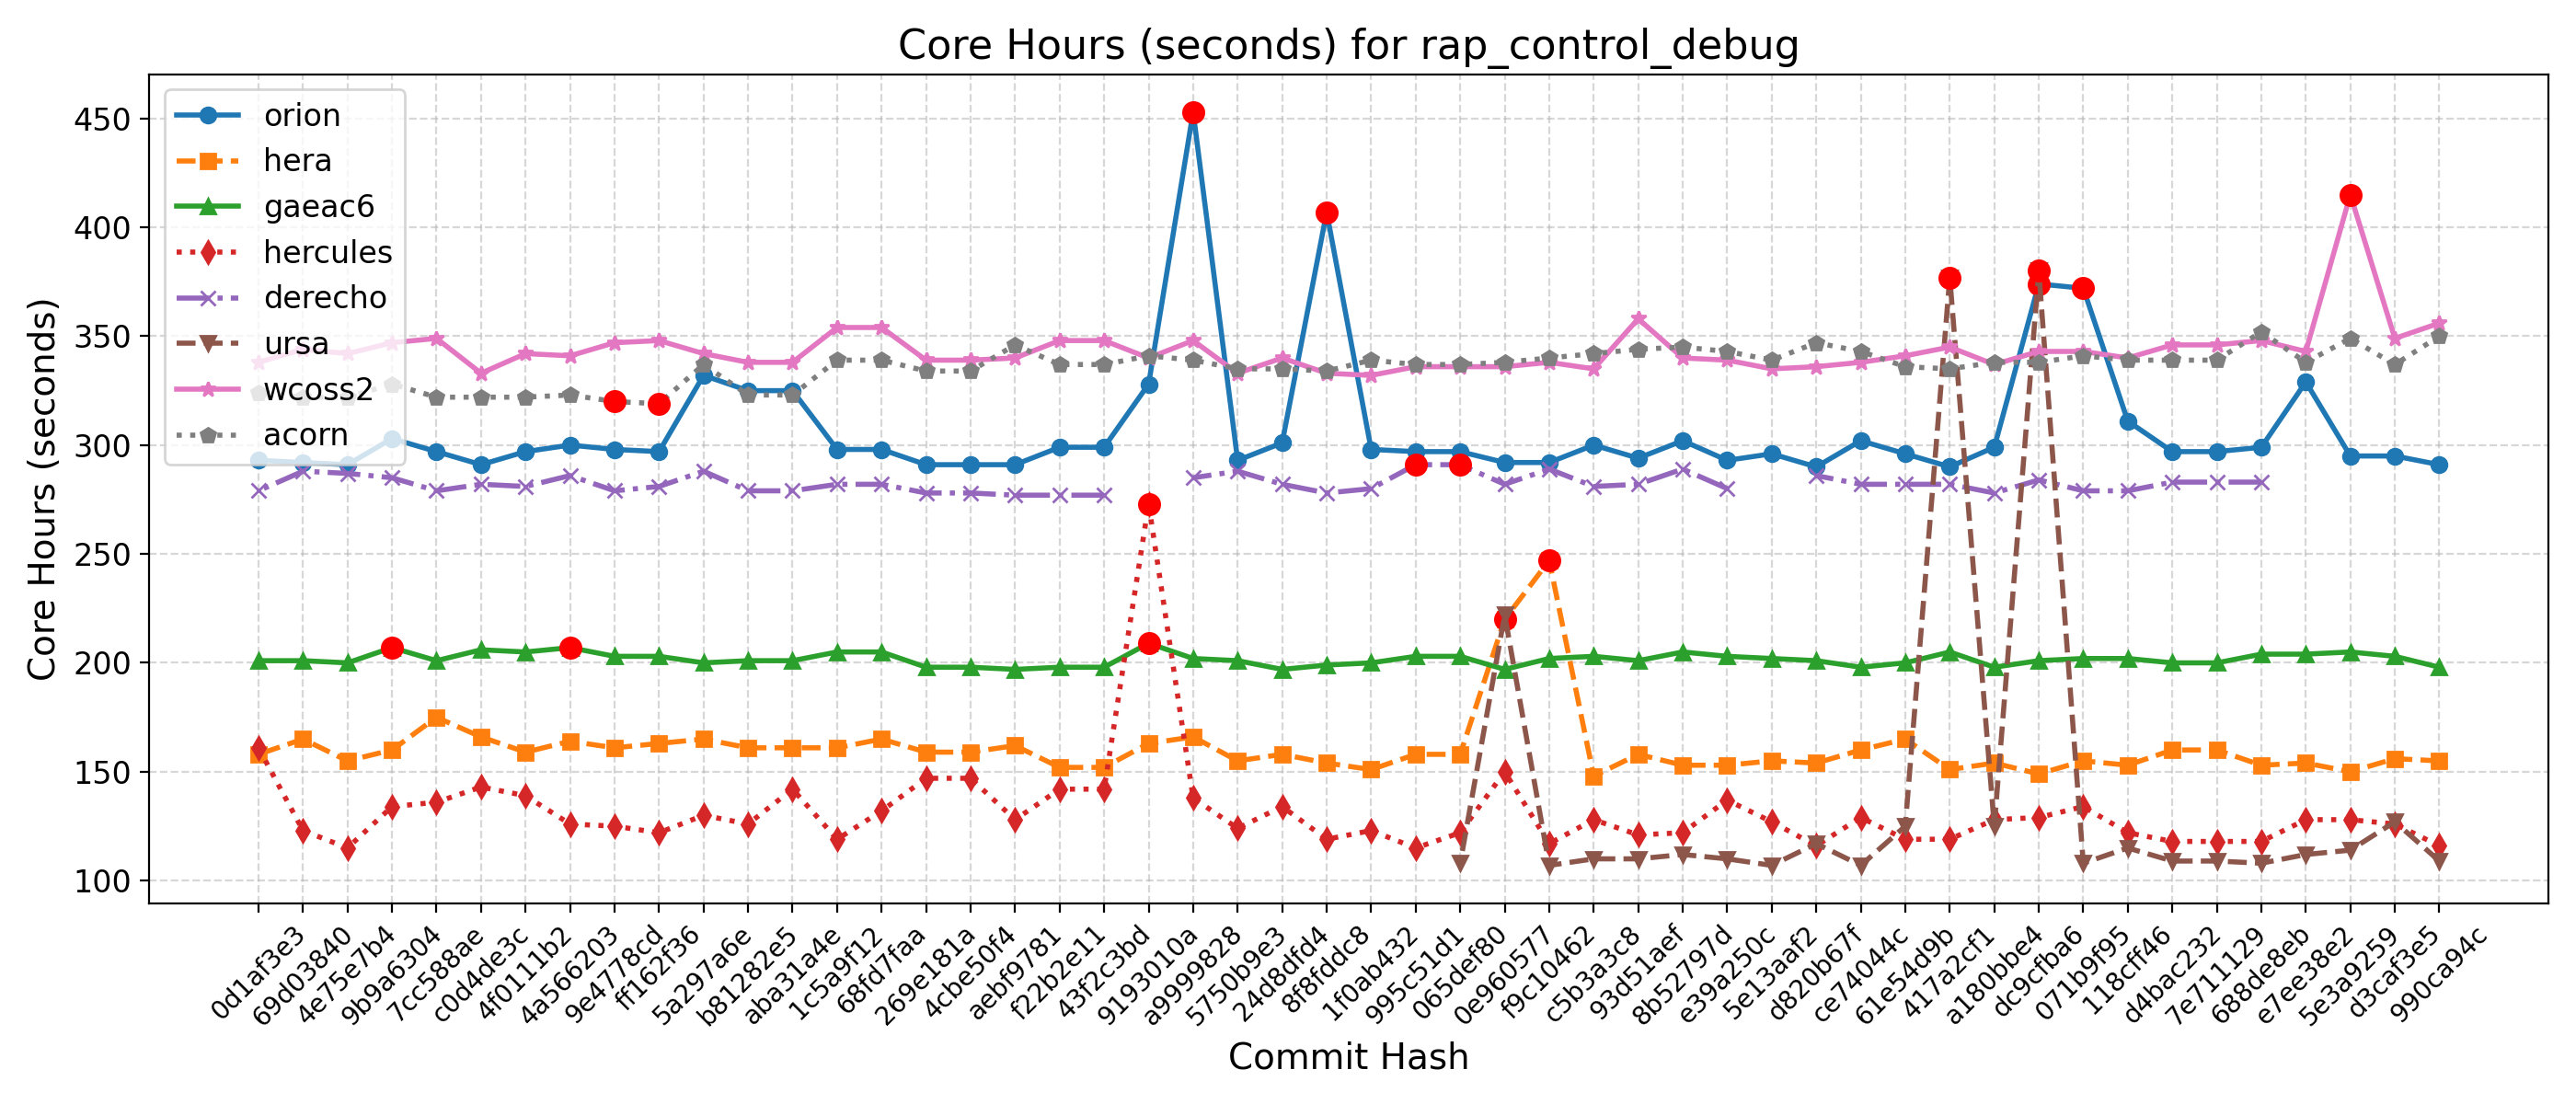 Core Hours (seconds) for rap_control_debug
Core Hours (seconds)
450
400
350
300
250
200
150
100
orion
hera
gaeac6
hercules
derecho
ursa
wcoss2
acorn
0d1af3e3
69d03840
4e75e7b4
9b9a6304
7cc588ae
c0d4de3c
4f0111b2
4a566203
9e4778cd
ff162f36
5a297a6e
b81282e5
aba31a4e
1c5a9f12
68fd7faa
269e181a
4cbe50f4
aebf9781
f22b2e11
43f2c3bd
9193010a
a9999828
5750b9e3
24d8dfd4
8f8fddc8
1f0ab432
995c51d1
065def80
0e960577
f9c10462
c5b3a3c8
93d51aef
8b52797d
e39a250c
5e13aaf2
d820b67f
ce74044c
61e54d9b
417a2cf1
a180bbe4
dc9cfba6
071b9f95
118cff46
d4bac232
7e711129
688de8eb
e7ee38e2
5e3a9259
d3caf3e5
990ca94c
Commit Hash